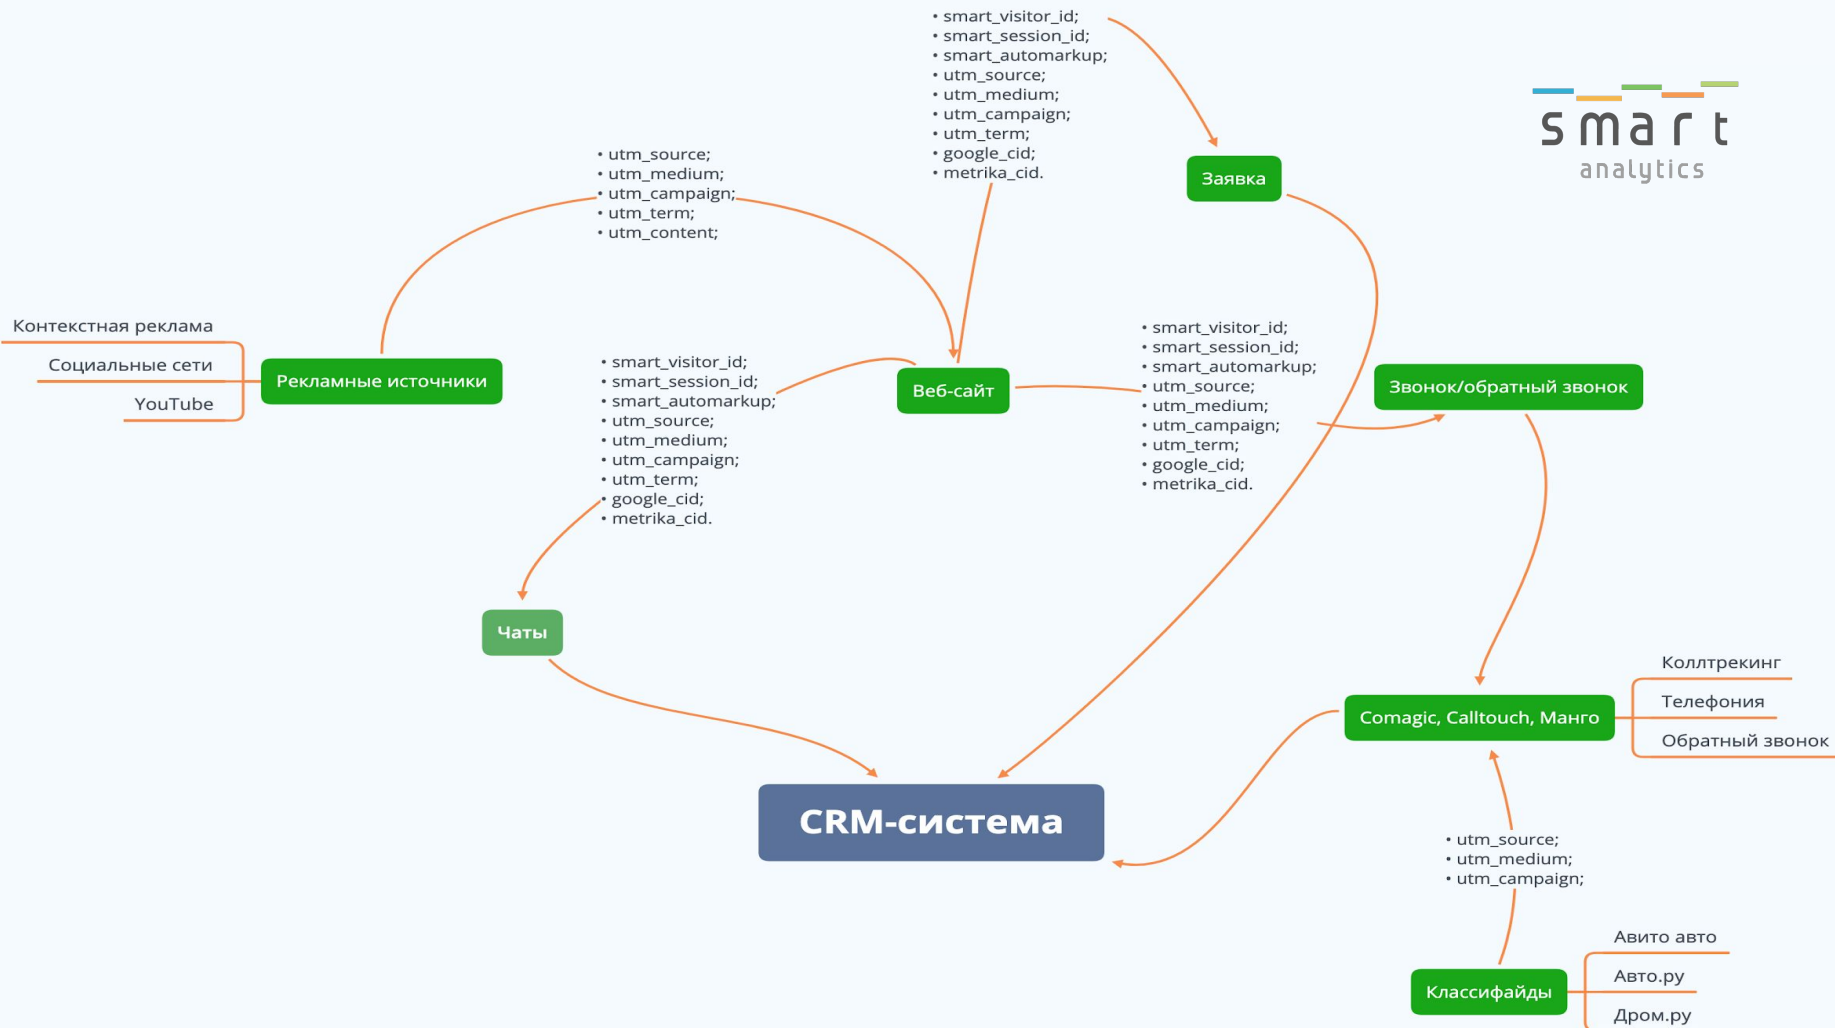 • smart_visitor_id;
• smart_session_id;
• smart_automarkup;
• utm_source;
• utm_medium;
• utm_campaign;
• utm_term;
• google_cid;
• metrika_cid.
smart
analytics
Заявка
• utm_source;
• utm_medium;
• utm_campaign;
• utm_term;
• utm_content;
Контекстная реклама
Социальные сети
YouTube
Рекламные источники
• smart_visitor_id;
• smart_session_id;
• smart_automarkup;
• utm_source;
• utm_medium;
• utm_campaign;
• utm_term;
• google_cid;
• metrika_cid.
Веб-сайт
• smart_visitor_id;
• smart_session_id;
• smart_automarkup;
• utm_source;
• utm_medium;
• utm_campaign;
• utm_term;
• google_cid;
• metrika_cid.
Звонок/обратный звонок
Чаты
Comagic, Calltouch, Манго
Коллтрекинг
Телефония
Обратный звонок
CRM-система
• utm_source;
• utm_medium;
• utm_campaign;
Классифайды
Авито авто
Авто.ру
Дром.ру